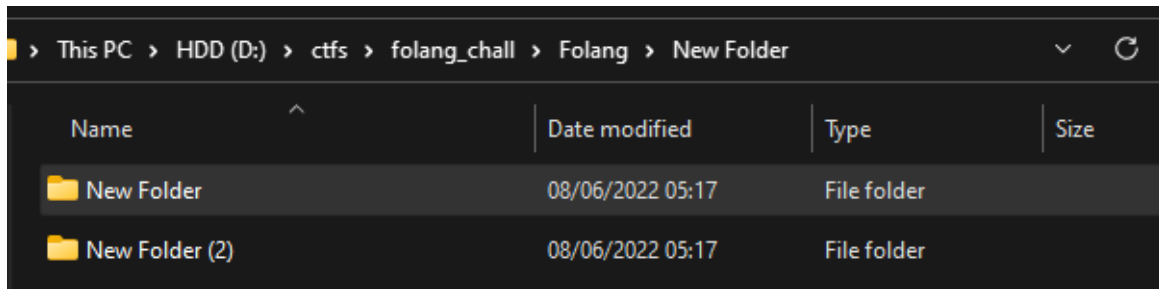 This PC > HDD (D:) > ctfs > folang_chall > Folang > New Folder
Name Date modified Type Size
New Folder 08/06/2022 05:17 File folder
New Folder (2) 08/06/2022 05:17 File folder